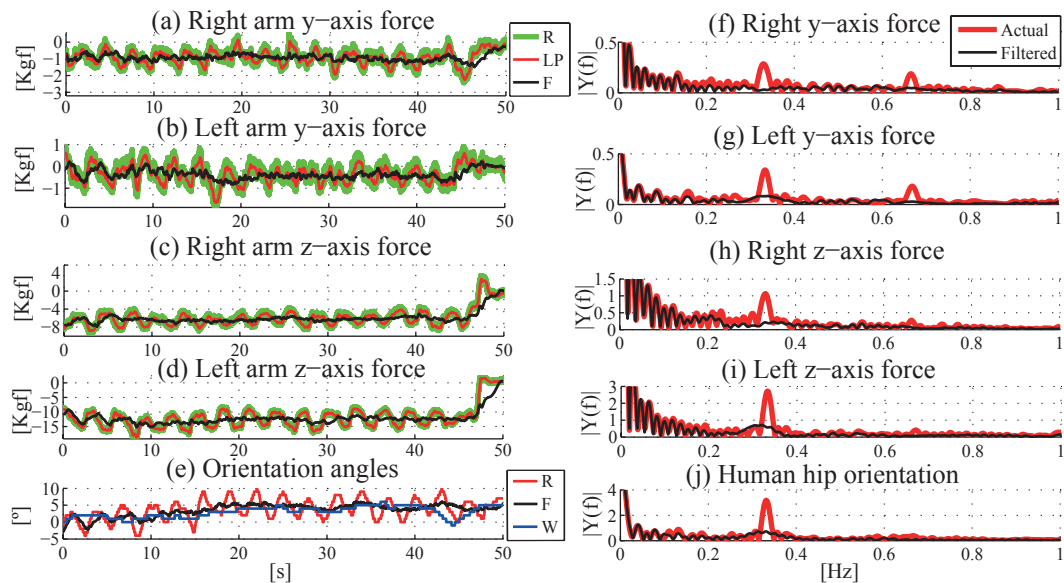 (a) Right arm y−axis force
[Kgf]
0
1
−1
−2
2
3
0 10 20 30 40 50
R
LP
F
(b) Left arm y−axis force
[Kgf]
1
0
1
0 10 20 30 40 50
(c) Right arm z−axis force
[Kgf]
4
0
−4
−8
0 10 20 30 40 50
(d) Left arm z−axis force
[Kgf]
0
−5
−10
−15
0 10 20 30 40 50
(e) Orientation angles
[º]
10
5
0
−5
0 10 20 30 40 50
[s]
R
F
W
(f) Right y−axis force
|Y(f)|
0.5
0
0 0.2 0.4 0.6 0.8 1
Actual
Filtered
(g) Left y−axis force
|Y(f)|
0.5
0
0 0.2 0.4 0.6 0.8 1
(h) Right z−axis force
|Y(f)|
1.5
1
0.5
0
0 0.2 0.4 0.6 0.8 1
(i) Left z−axis force
|Y(f)|
3
2
1
0
0 0.2 0.4 0.6 0.8 1
(j) Human hip orientation
|Y(f)|
4
2
0
0 0.2 0.4 0.6 0.8 1
[Hz]